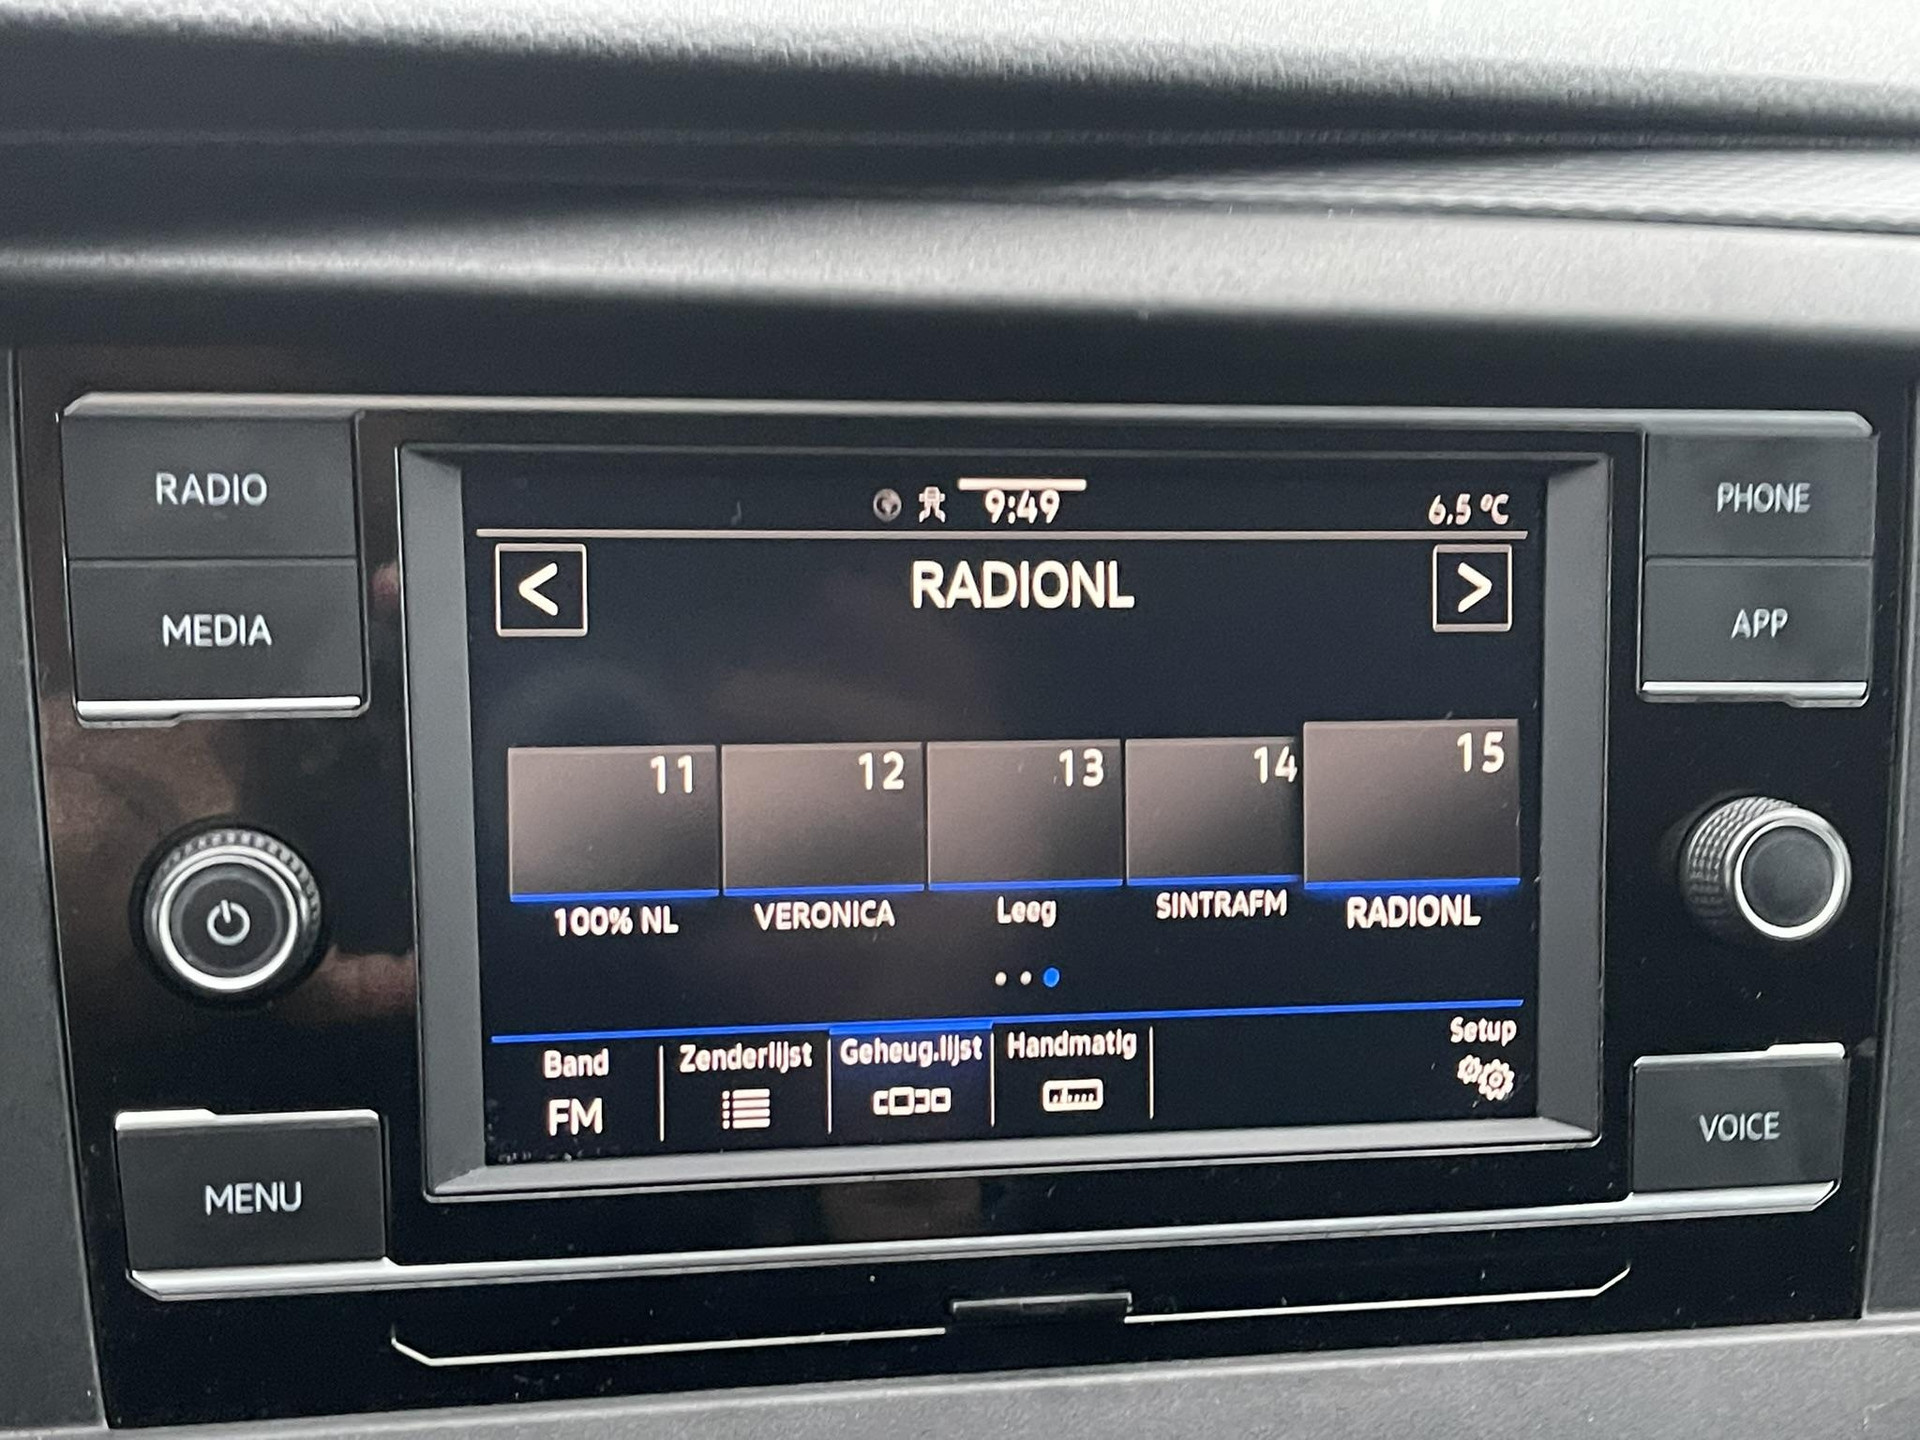 RADIO
MEDIA
MENU
9:49
6,5 °C
<
RADIONL
>
11
12
13
14
15
100% NL
VERONICA
Leeg
SINTRAFM
RADIONL
Band
FM
Zenderlijst
Geheug.lijst
Handmatig
Setup
PHONE
APP
VOICE